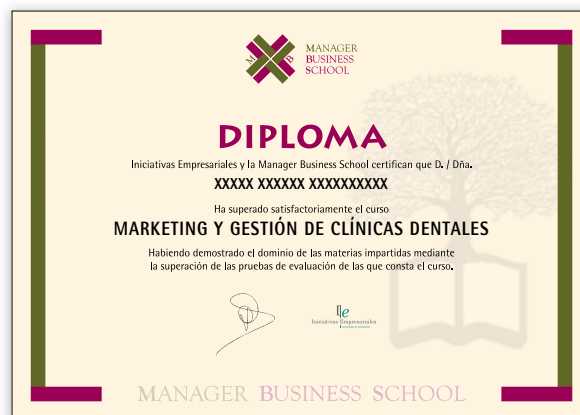 M B
MANAGER
BUSINESS
SCHOOL
DIPLOMA
Iniciativas Empresariales y la Manager Business School certifican que D. / Dña.
XXXXX XXXXXX XXXXXXXXXX
Ha superado satisfactoriamente el curso
MARKETING Y GESTIÓN DE CLÍNICAS DENTALES
Habiendo demostrado el dominio de las materias impartidas mediante
la superación de las pruebas de evaluación de las que consta el curso.
Ie
Iniciativas Empresariales
MANAGER BUSINESS SCHOOL